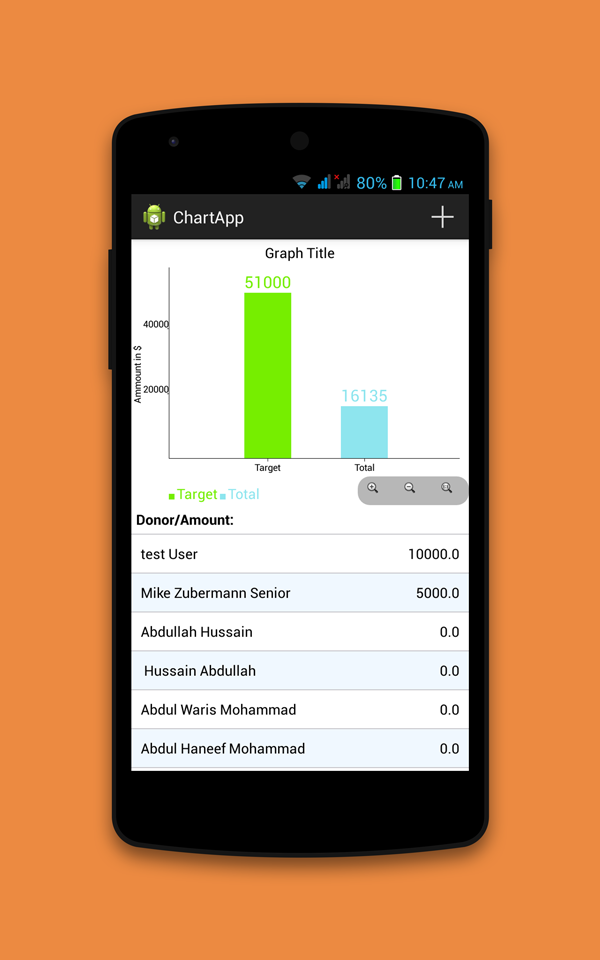 80% 10:47 AM
ChartApp
Graph Title
51000
40000
Ammount in $
20000
16135
Target Total
Target Total
Donor/Amount:
test User 10000.0
Mike Zubermann Senior 5000.0
Abdullah Hussain 0.0
Hussain Abdullah 0.0
Abdul Waris Mohammad 0.0
Abdul Haneef Mohammad 0.0